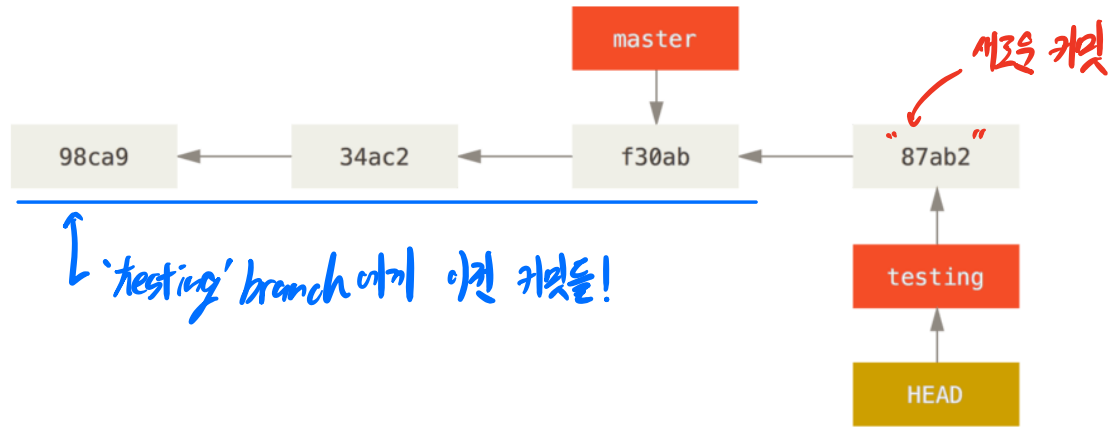 master
새로운 커밋
98ca9
34ac2
f30ab
"87ab2"
'testing' branch에게 이전 커밋들!
testing
HEAD